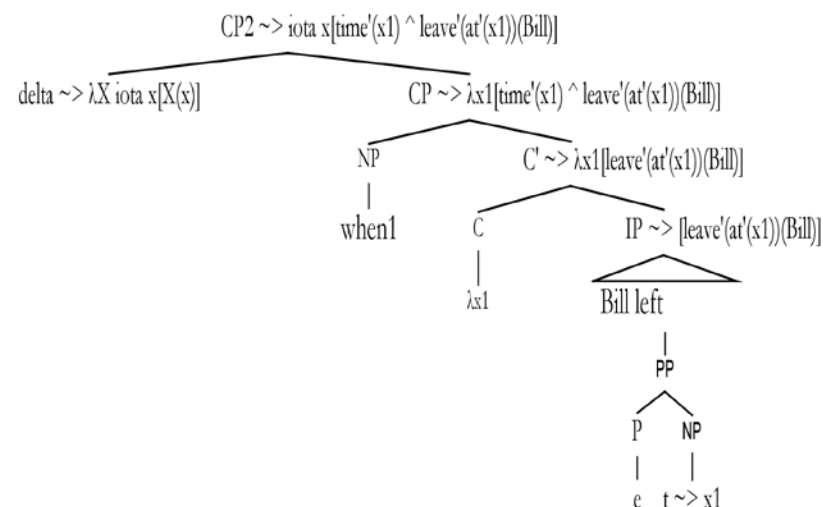 CP2 ~> iota x[time'(x1) ^ leave'(at'(x1))(Bill)]
delta ~> λX iota x[X(x)] CP ~> λx1[time'(x1) ^ leave'(at'(x1))(Bill)]
NP C' ~> λx1[leave'(at'(x1))(Bill)]
when1 C IP ~> [leave'(at'(x1))(Bill)]
λx1 Bill left
PP
P NP
e t ~> x1